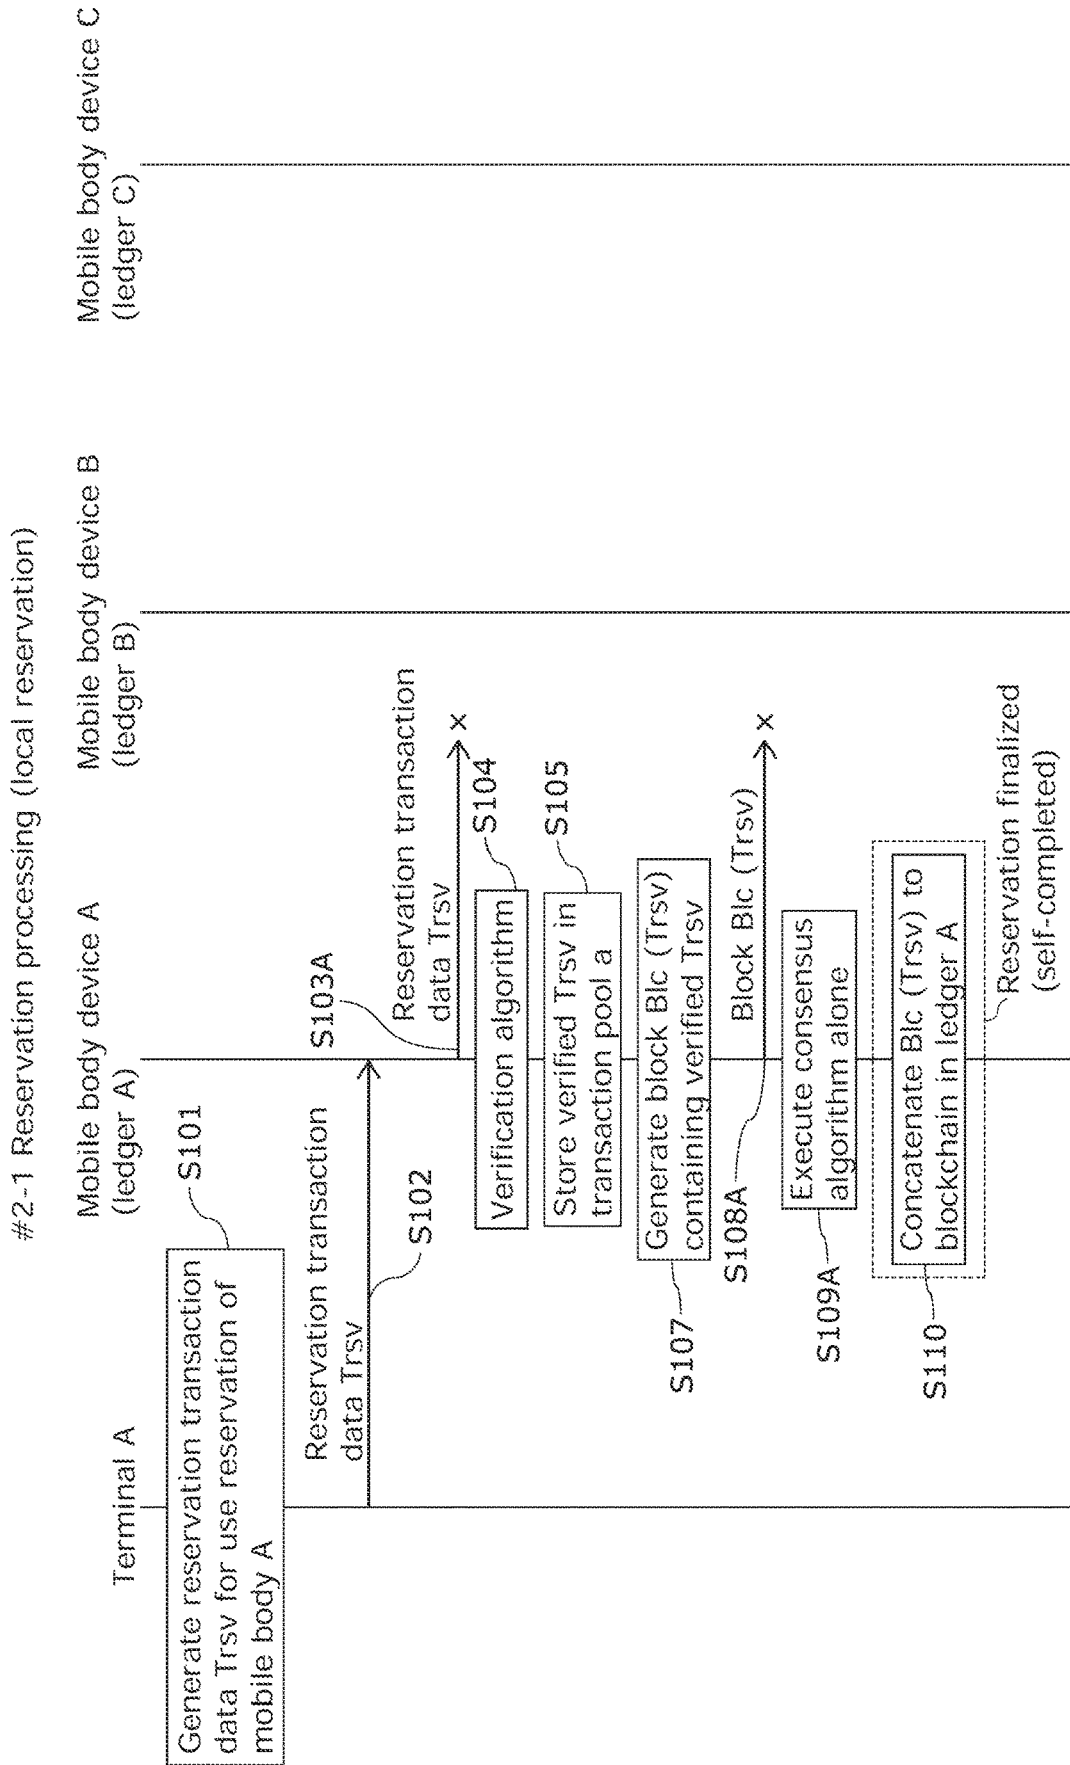 #2-1 Reservation processing (local reservation)
Terminal A
Mobile body device A
(ledger A)
Mobile body device B
(ledger B)
Mobile body device C
(ledger C)
Generate reservation transaction
data Trsv for use reservation of
mobile body A
S101
Reservation transaction
data Trsv
S102
S103A
Reservation transaction
data Trsv
x
Verification algorithm
S104
Store verified Trsv in
transaction pool a
S105
Generate block Blc (Trsv)
containing verified Trsv
S107
S108A
Block Blc (Trsv)
x
Execute consensus
algorithm alone
S109A
Concatenate Blc (Trsv) to
blockchain in ledger A
S110
Reservation finalized
(self-completed)